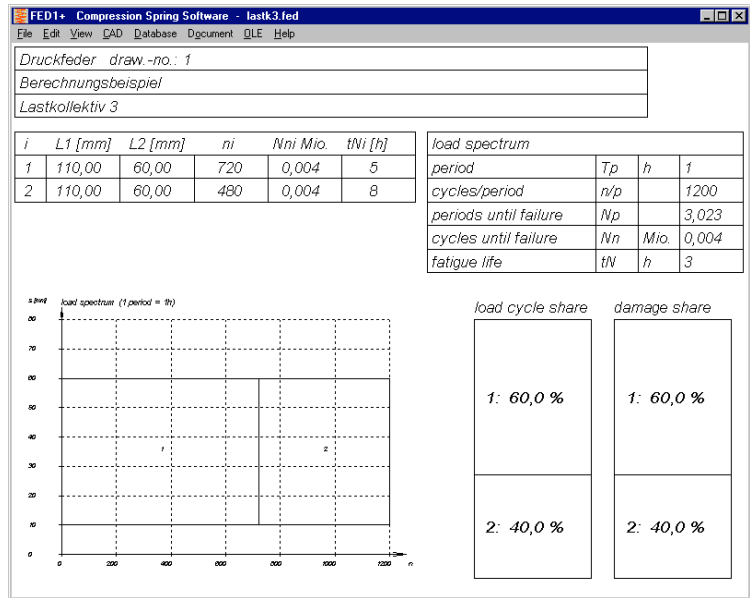 FED1+ Compression Spring Software - lastk3.fed
File Edit View CAD Database Document OLE Help
Druckfeder draw.-no.: 1
Berechnungsbeispiel
Lastkollektiv 3
i L1 [mm] L2 [mm] ni Nni Mio. tNi [h]
1 110,00 60,00 720 0,004 5
2 110,00 60,00 480 0,004 8
load spectrum
period Tp h 1
cycles/period n/p 1200
periods until failure Np 3,023
cycles until failure Nn Mio. 0,004
fatigue life tN h 3
s [mm] load spectrum (1 period = 1h)
80
70
60
50
40
30
20
10
0
1 2
0 200 400 600 800 1000 1200 n
load cycle share damage share
1: 60,0 % 1: 60,0 %
2: 40,0 % 2: 40,0 %